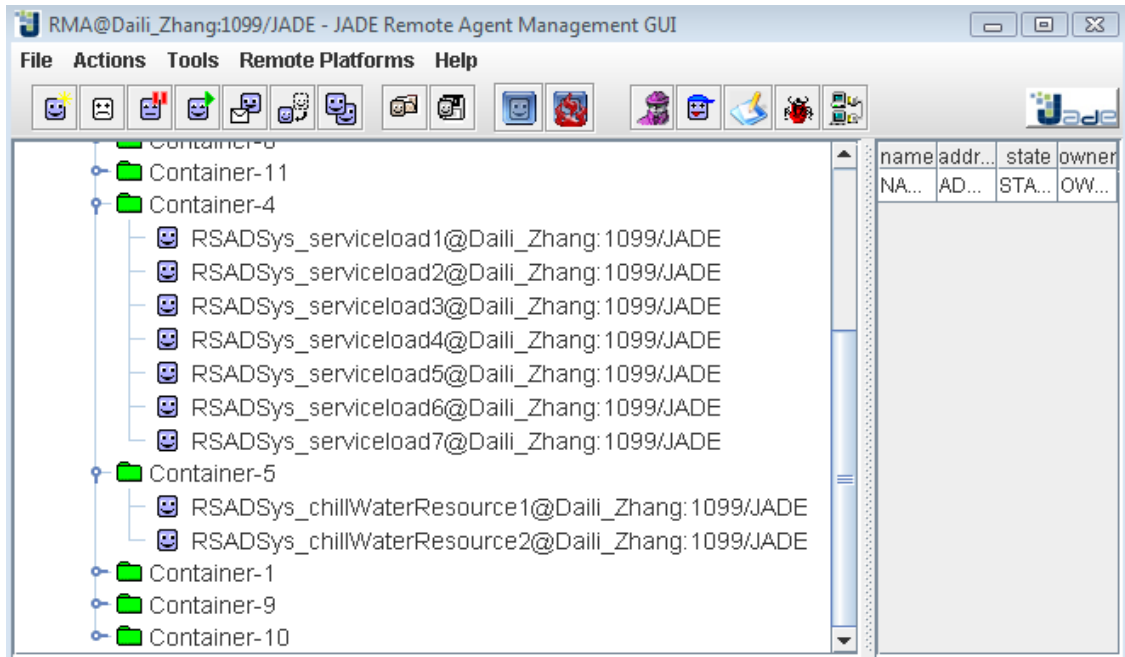 RMA@Daili_Zhang:1099/JADE - JADE Remote Agent Management GUI
File Actions Tools Remote Platforms Help
Jade
name addr... state owner
NA... AD... STA... OW...
Container-11
Container-4
RSADSys_serviceload1@Daili_Zhang:1099/JADE
RSADSys_serviceload2@Daili_Zhang:1099/JADE
RSADSys_serviceload3@Daili_Zhang:1099/JADE
RSADSys_serviceload4@Daili_Zhang:1099/JADE
RSADSys_serviceload5@Daili_Zhang:1099/JADE
RSADSys_serviceload6@Daili_Zhang:1099/JADE
RSADSys_serviceload7@Daili_Zhang:1099/JADE
Container-5
RSADSys_chillWaterResource1@Daili_Zhang:1099/JADE
RSADSys_chillWaterResource2@Daili_Zhang:1099/JADE
Container-1
Container-9
Container-10